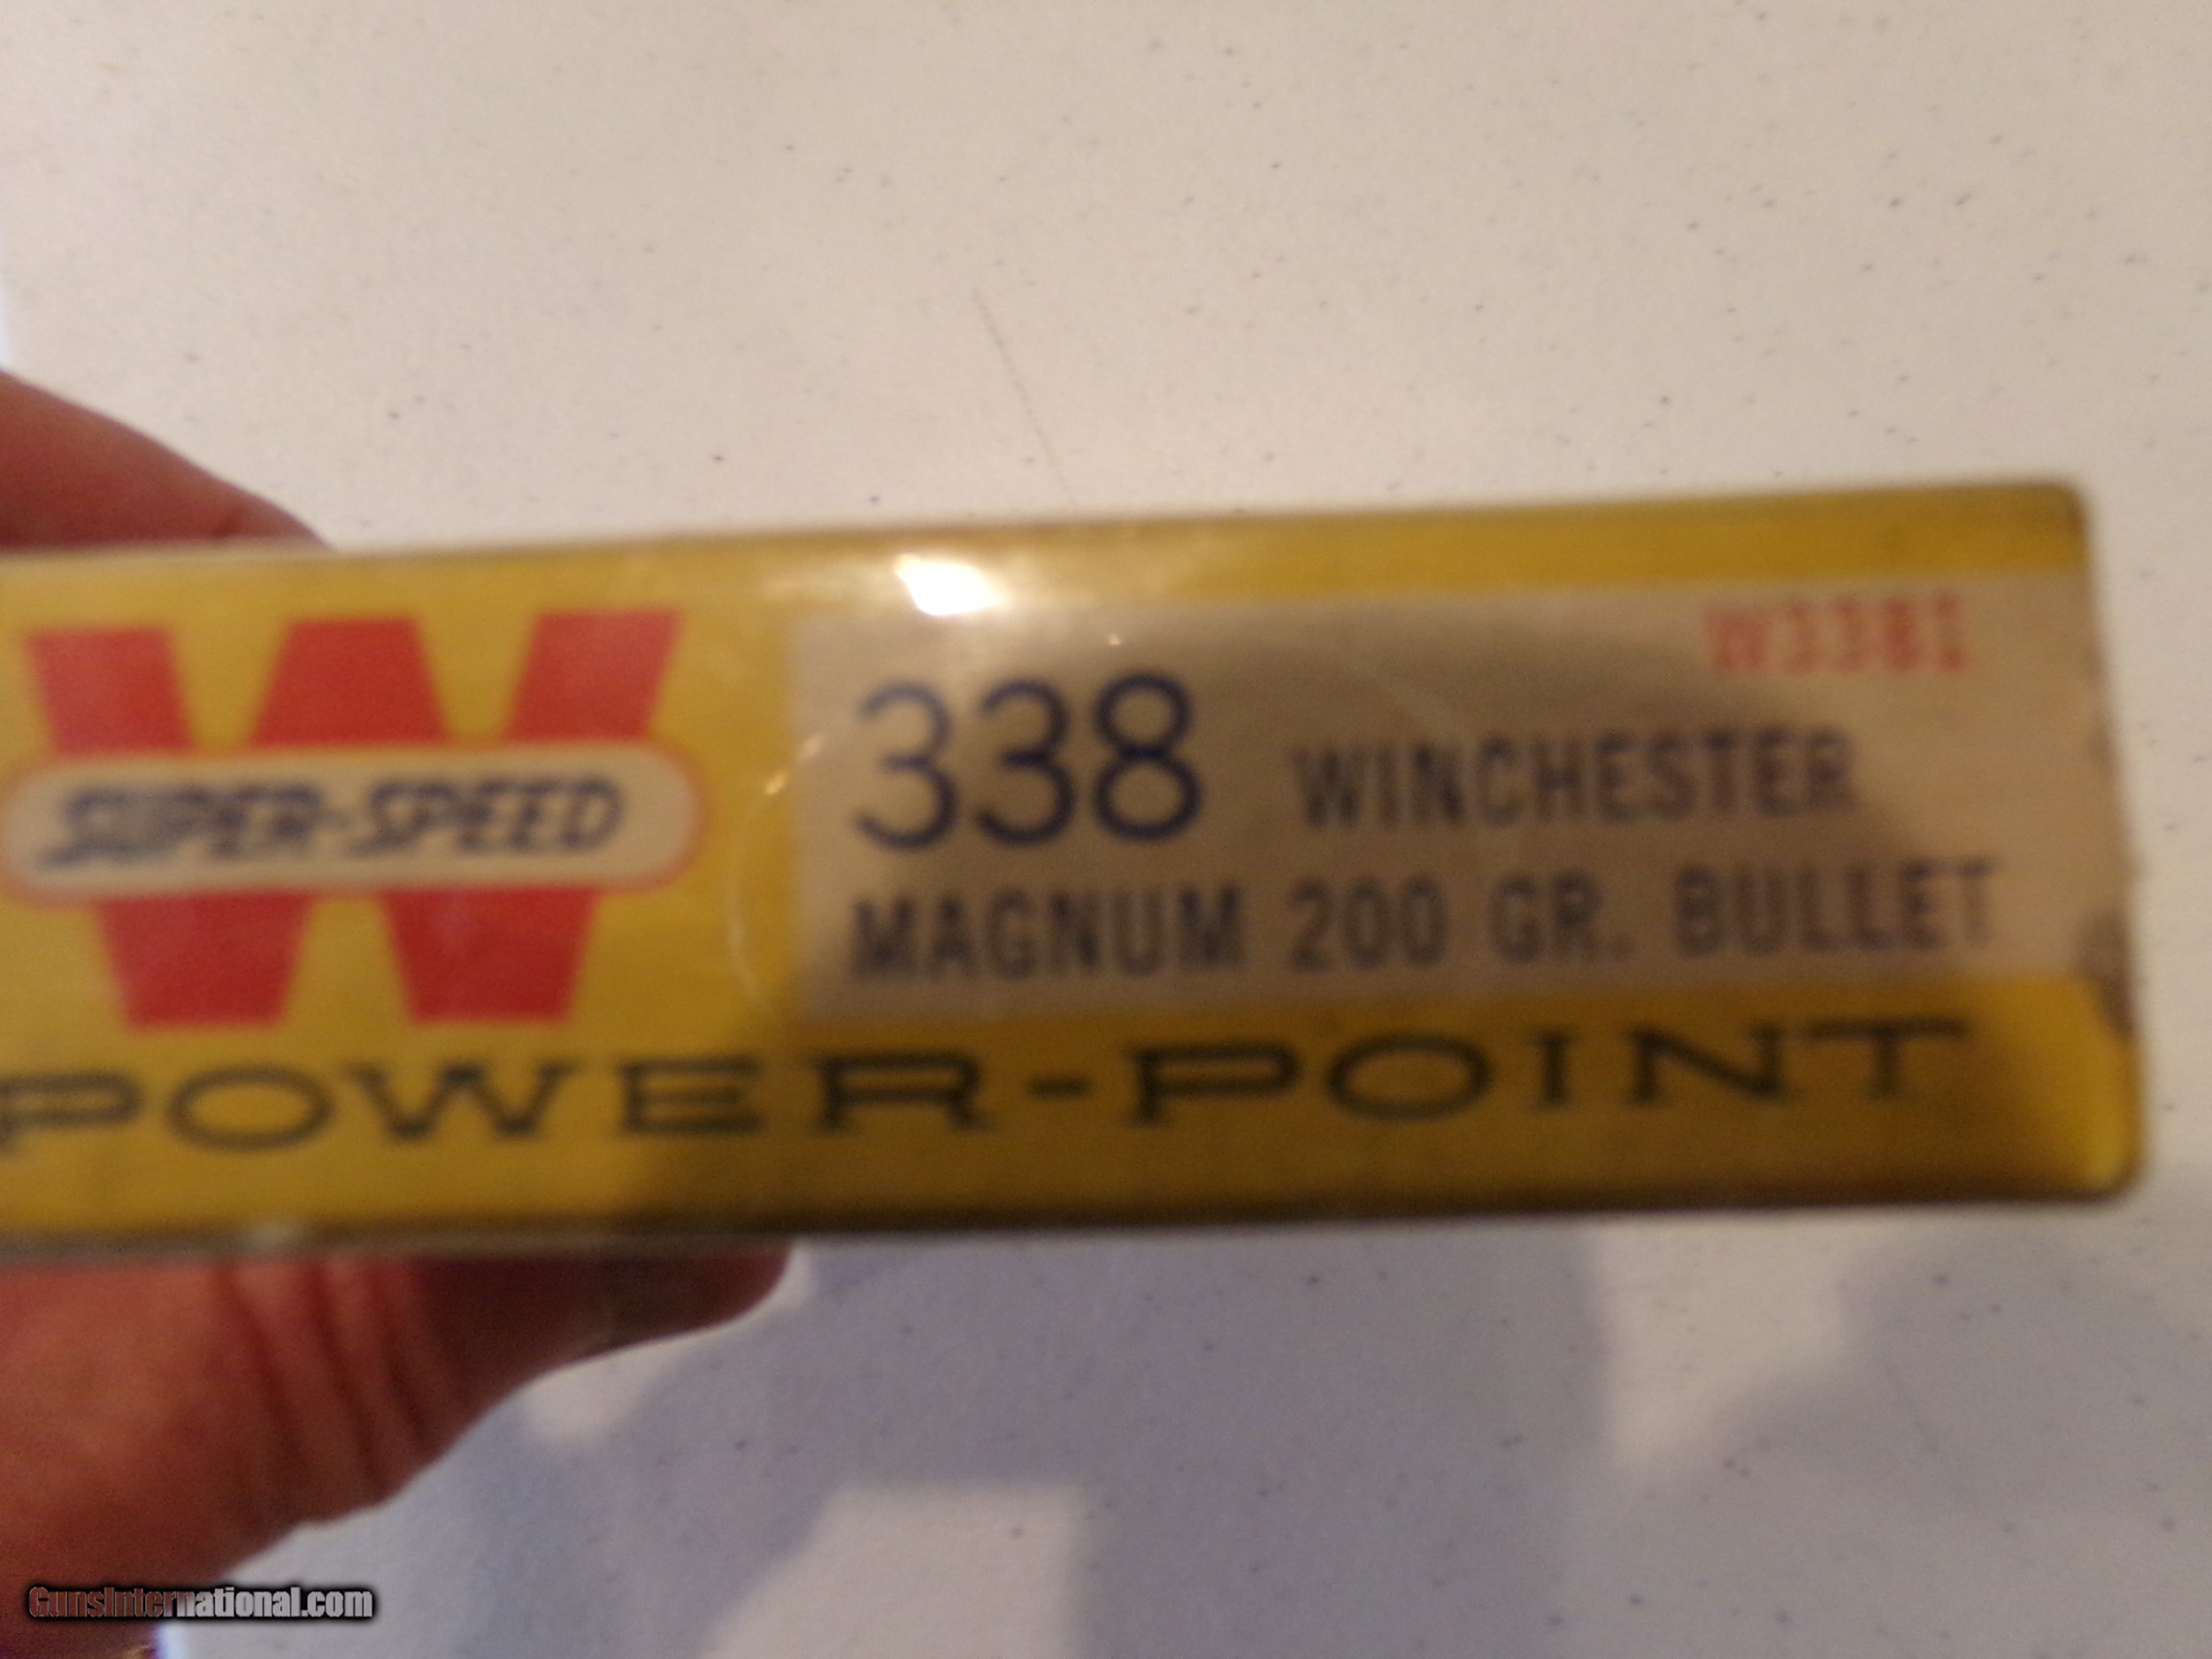 W3381
SUPER-SPEED
338 WINCHESTER
MAGNUM 200 GR. BULLET
POWER-POINT
GunsInternational.com